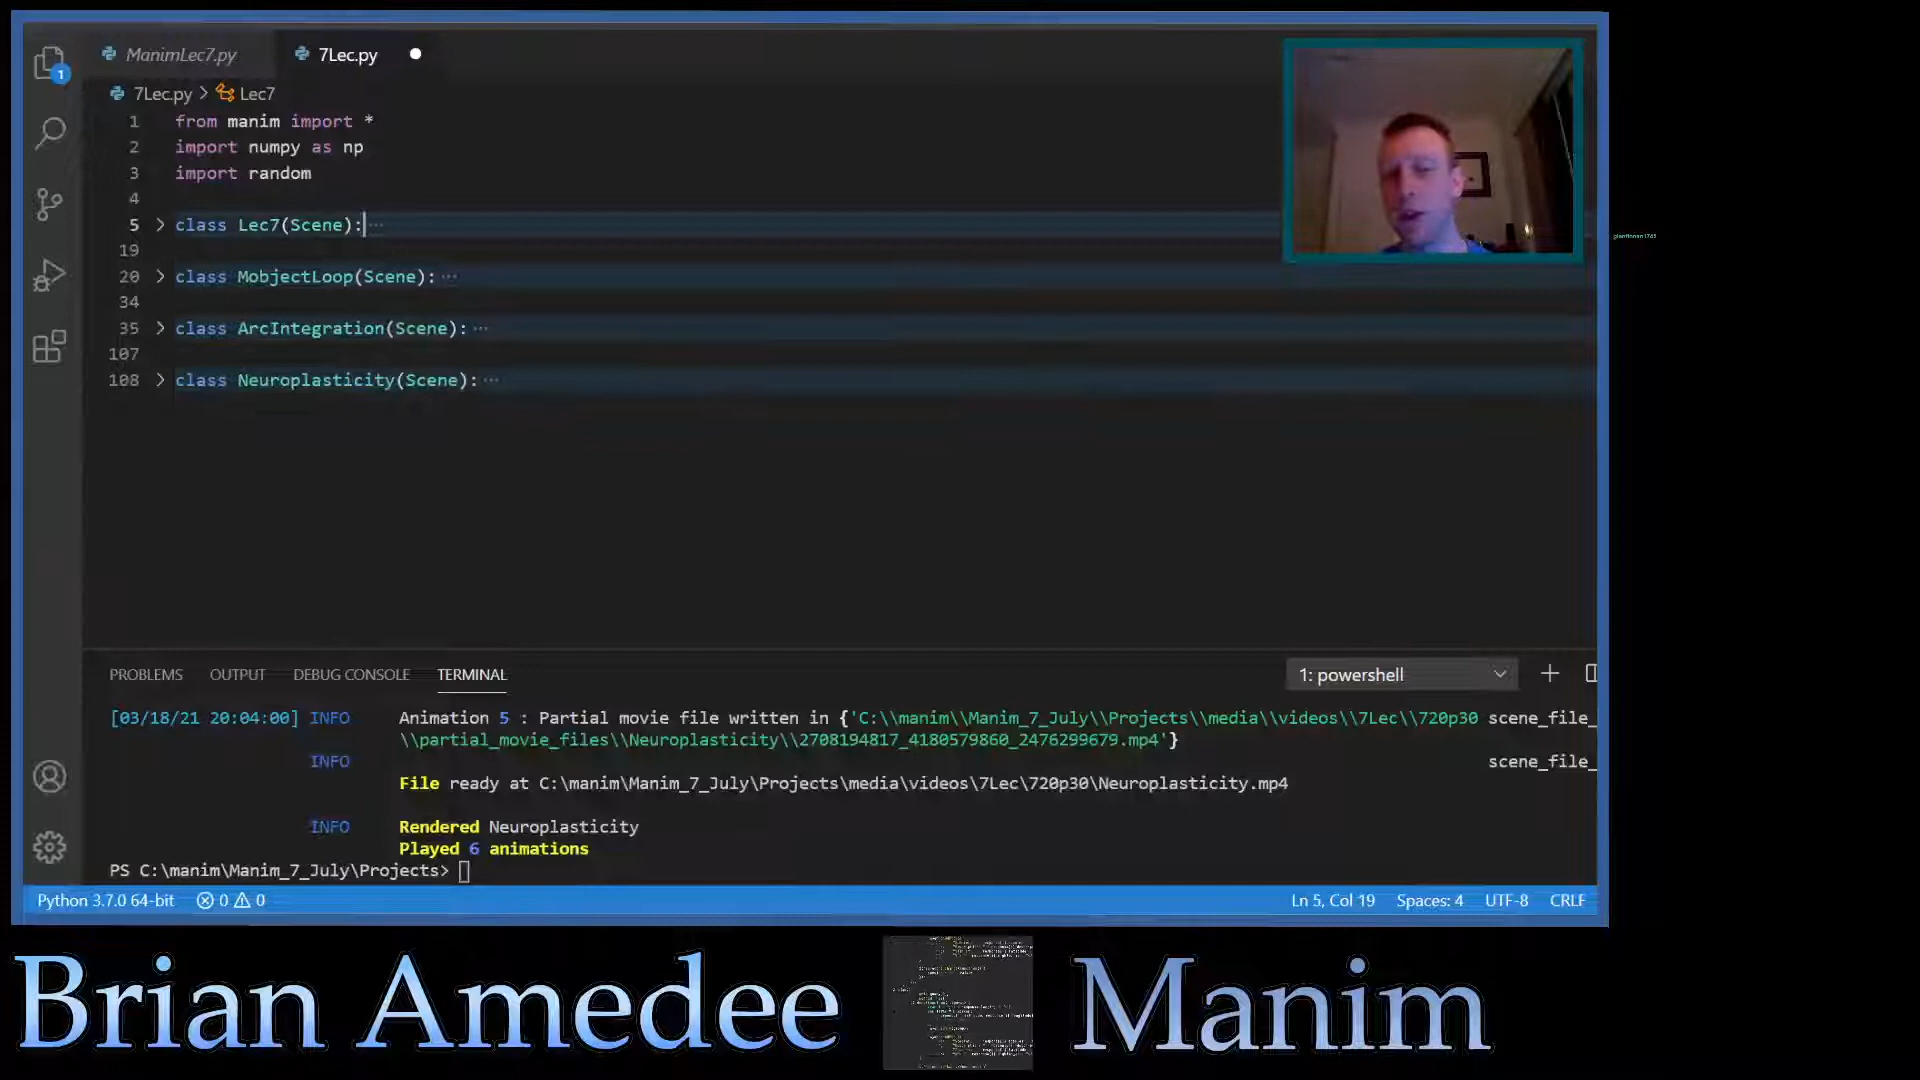 ManimLec7.py
7Lec.py
1
7Lec.py > Lec7
1 from manim import *
2 import numpy as np
3 import random
4
5 class Lec7(Scene):
19
20 class MobjectLoop(Scene):
34
35 class ArcIntegration(Scene):
107
108 class Neuroplasticity(Scene):
PROBLEMS OUTPUT DEBUG CONSOLE TERMINAL 1: powershell
[03/18/21 20:04:00] INFO Animation 5 : Partial movie file written in {'C:\\manim\\Manim_7_July\\Projects\\media\\videos\\7Lec\\720p30 scene_file_
\\partial_movie_files\\Neuroplasticity\\2708194817_4180579860_2476299679.mp4'}
INFO scene_file_
File ready at C:\manim\Manim_7_July\Projects\media\videos\7Lec\720p30\Neuroplasticity.mp4
INFO Rendered Neuroplasticity
Played 6 animations
PS C:\manim\Manim_7_July\Projects>
Python 3.7.0 64-bit 0 0 Ln 5, Col 19 Spaces: 4 UTF-8 CRLF
Brian Amedee Manim